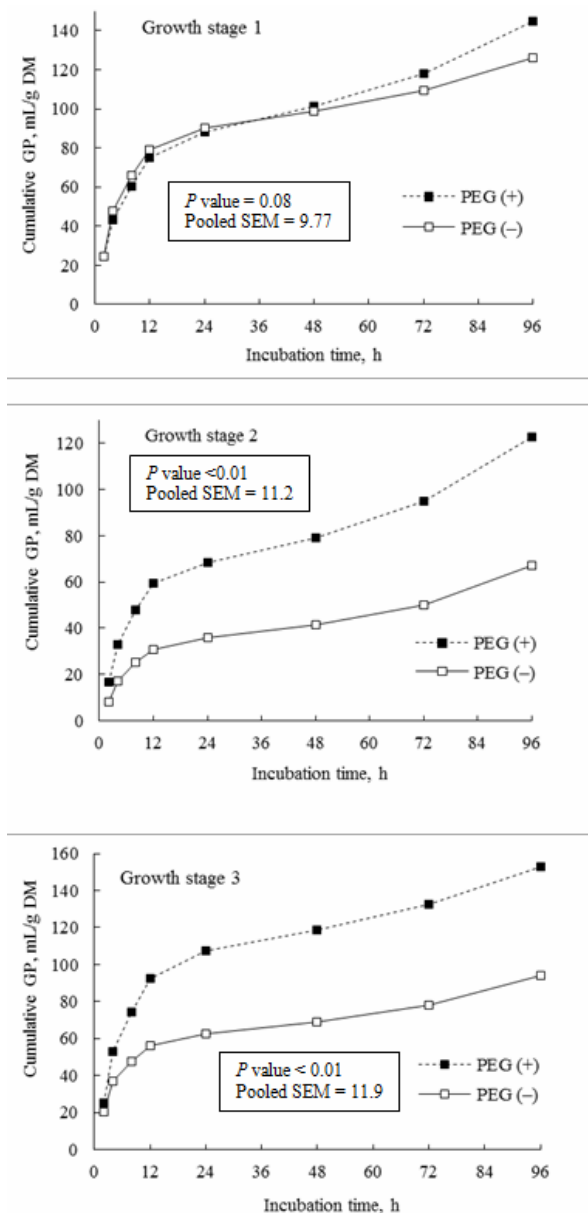 Growth stage 1
Cumulative GP, mL/g DM
140
120
100
80
60
40
20
0
P value = 0.08
Pooled SEM = 9.77
PEG (+)
PEG (–)
0 12 24 36 48 60 72 84 96
Incubation time, h
Growth stage 2
Cumulative GP, mL/g DM
120
100
80
60
40
20
0
P value <0.01
Pooled SEM = 11.2
PEG (+)
PEG (–)
0 12 24 36 48 60 72 84 96
Incubation time, h
Growth stage 3
Cumulative GP, mL/g DM
160
140
120
100
80
60
40
20
0
P value < 0.01
Pooled SEM = 11.9
PEG (+)
PEG (–)
0 12 24 36 48 60 72 84 96
Incubation time, h